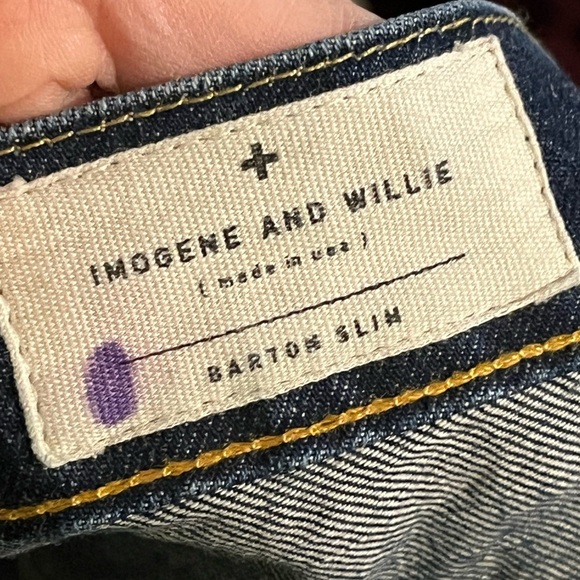 +
IMOGENE AND WILLIE
( made in usa )
BARTON SLIM